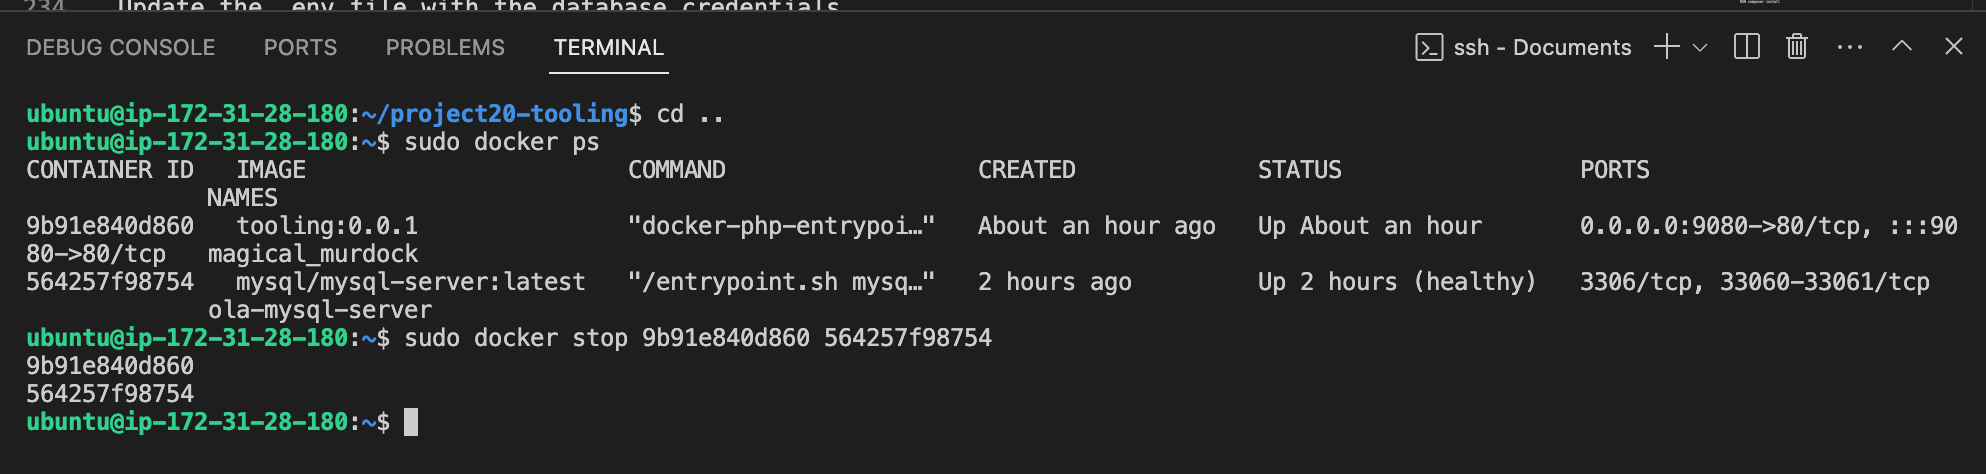 234 Update the .env file with the database credentials
DEBUG CONSOLE PORTS PROBLEMS TERMINAL ssh - Documents
ubuntu@ip-172-31-28-180:~/project20-tooling$ cd ..
ubuntu@ip-172-31-28-180:~$ sudo docker ps
CONTAINER ID   IMAGE                       COMMAND                  CREATED             STATUS                 PORTS
             NAMES
9b91e840d860   tooling:0.0.1               "docker-php-entrypoi…"   About an hour ago   Up About an hour       0.0.0.0:9080->80/tcp, :::90
80->80/tcp   magical_murdock
564257f98754   mysql/mysql-server:latest   "/entrypoint.sh mysq…"   2 hours ago         Up 2 hours (healthy)   3306/tcp, 33060-33061/tcp
             ola-mysql-server
ubuntu@ip-172-31-28-180:~$ sudo docker stop 9b91e840d860 564257f98754
9b91e840d860
564257f98754
ubuntu@ip-172-31-28-180:~$